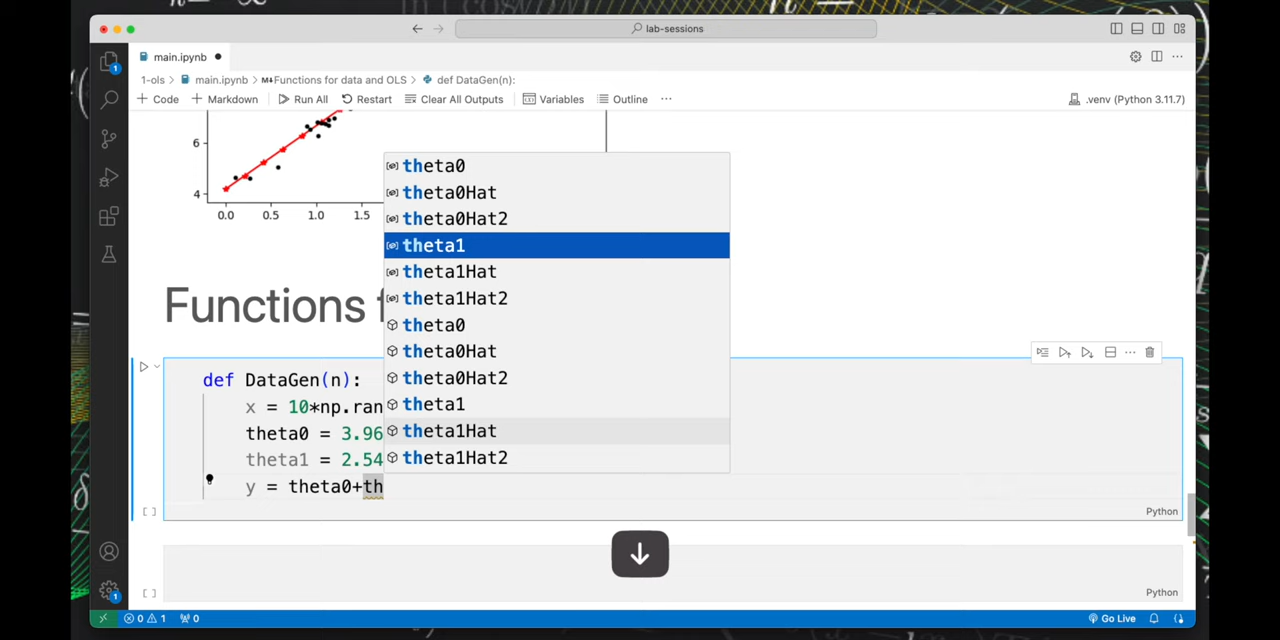 lab-sessions
main.ipynb
1-ols > main.ipynb > M↓Functions for data and OLS > def DataGen(n):
+ Code + Markdown Run All Restart Clear All Outputs Variables Outline ... .venv (Python 3.11.7)
6
4
0.0 0.5 1.0 1.5
theta0
theta0Hat
theta0Hat2
theta1
theta1Hat
theta1Hat2
theta0
theta0Hat
theta0Hat2
theta1
theta1Hat
theta1Hat2
Functions f
def DataGen(n):
x = 10*np.ran
theta0 = 3.96
theta1 = 2.54
y = theta0+th
[ ] Python
[ ] Python
1
1
0 1 0 Go Live